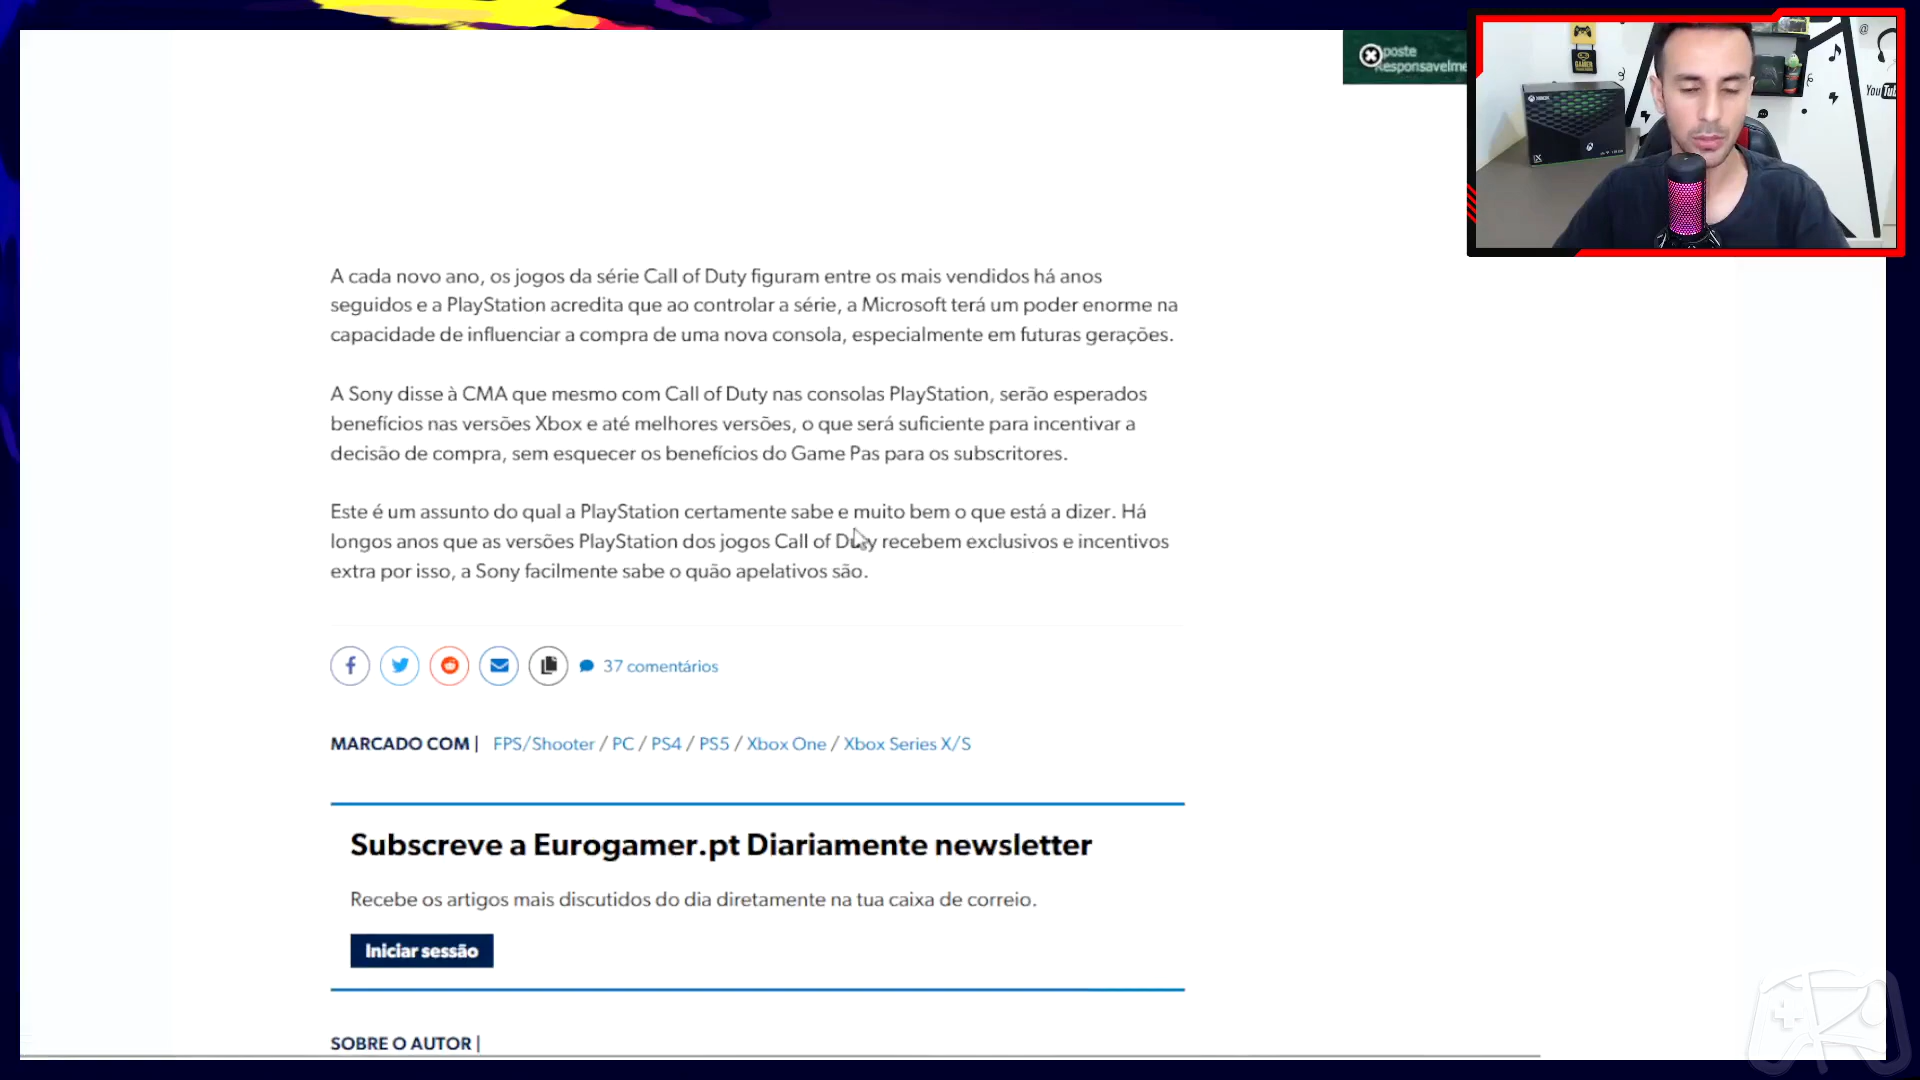 poste
Responsavelme
XBOX
GAMER
X
@
You Tub
A cada novo ano, os jogos da série Call of Duty figuram entre os mais vendidos há anos
seguidos e a PlayStation acredita que ao controlar a série, a Microsoft terá um poder enorme na
capacidade de influenciar a compra de uma nova consola, especialmente em futuras gerações.
A Sony disse à CMA que mesmo com Call of Duty nas consolas PlayStation, serão esperados
benefícios nas versões Xbox e até melhores versões, o que será suficiente para incentivar a
decisão de compra, sem esquecer os benefícios do Game Pas para os subscritores.
Este é um assunto do qual a PlayStation certamente sabe e muito bem o que está a dizer. Há
longos anos que as versões PlayStation dos jogos Call of Duty recebem exclusivos e incentivos
extra por isso, a Sony facilmente sabe o quão apelativos são.
37 comentários
MARCADO COM | FPS/Shooter / PC / PS4 / PS5 / Xbox One / Xbox Series X/S
Subscreve a Eurogamer.pt Diariamente newsletter
Recebe os artigos mais discutidos do dia diretamente na tua caixa de correio.
Iniciar sessão
SOBRE O AUTOR |